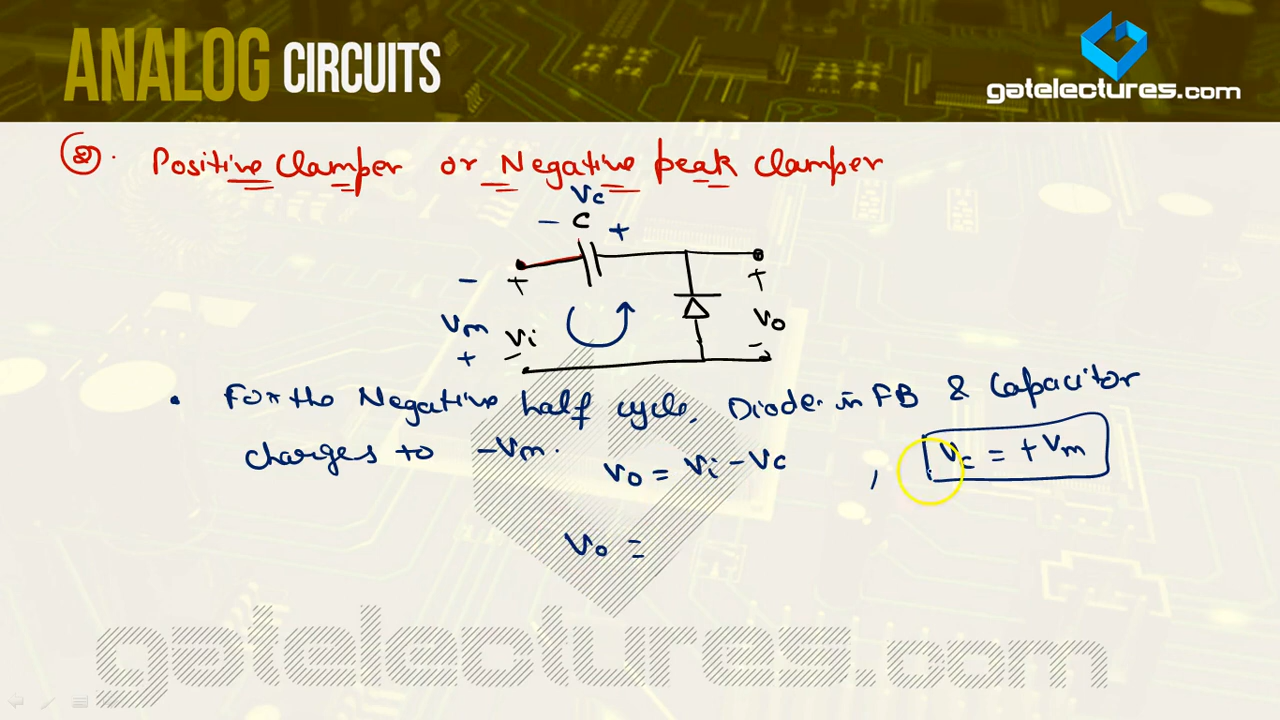 ANALOG CIRCUITS
gatelectures.com
②. Positive Clamper or Negative peak clamper
Vc
- C +
- + +
Vm Vi Vo
+ - -
• For the Negative half cycle, Diode in FB & Capacitor
charges to -Vm.
Vo = Vi - Vc , Vc = + Vm
Vo =
gatelectures.com